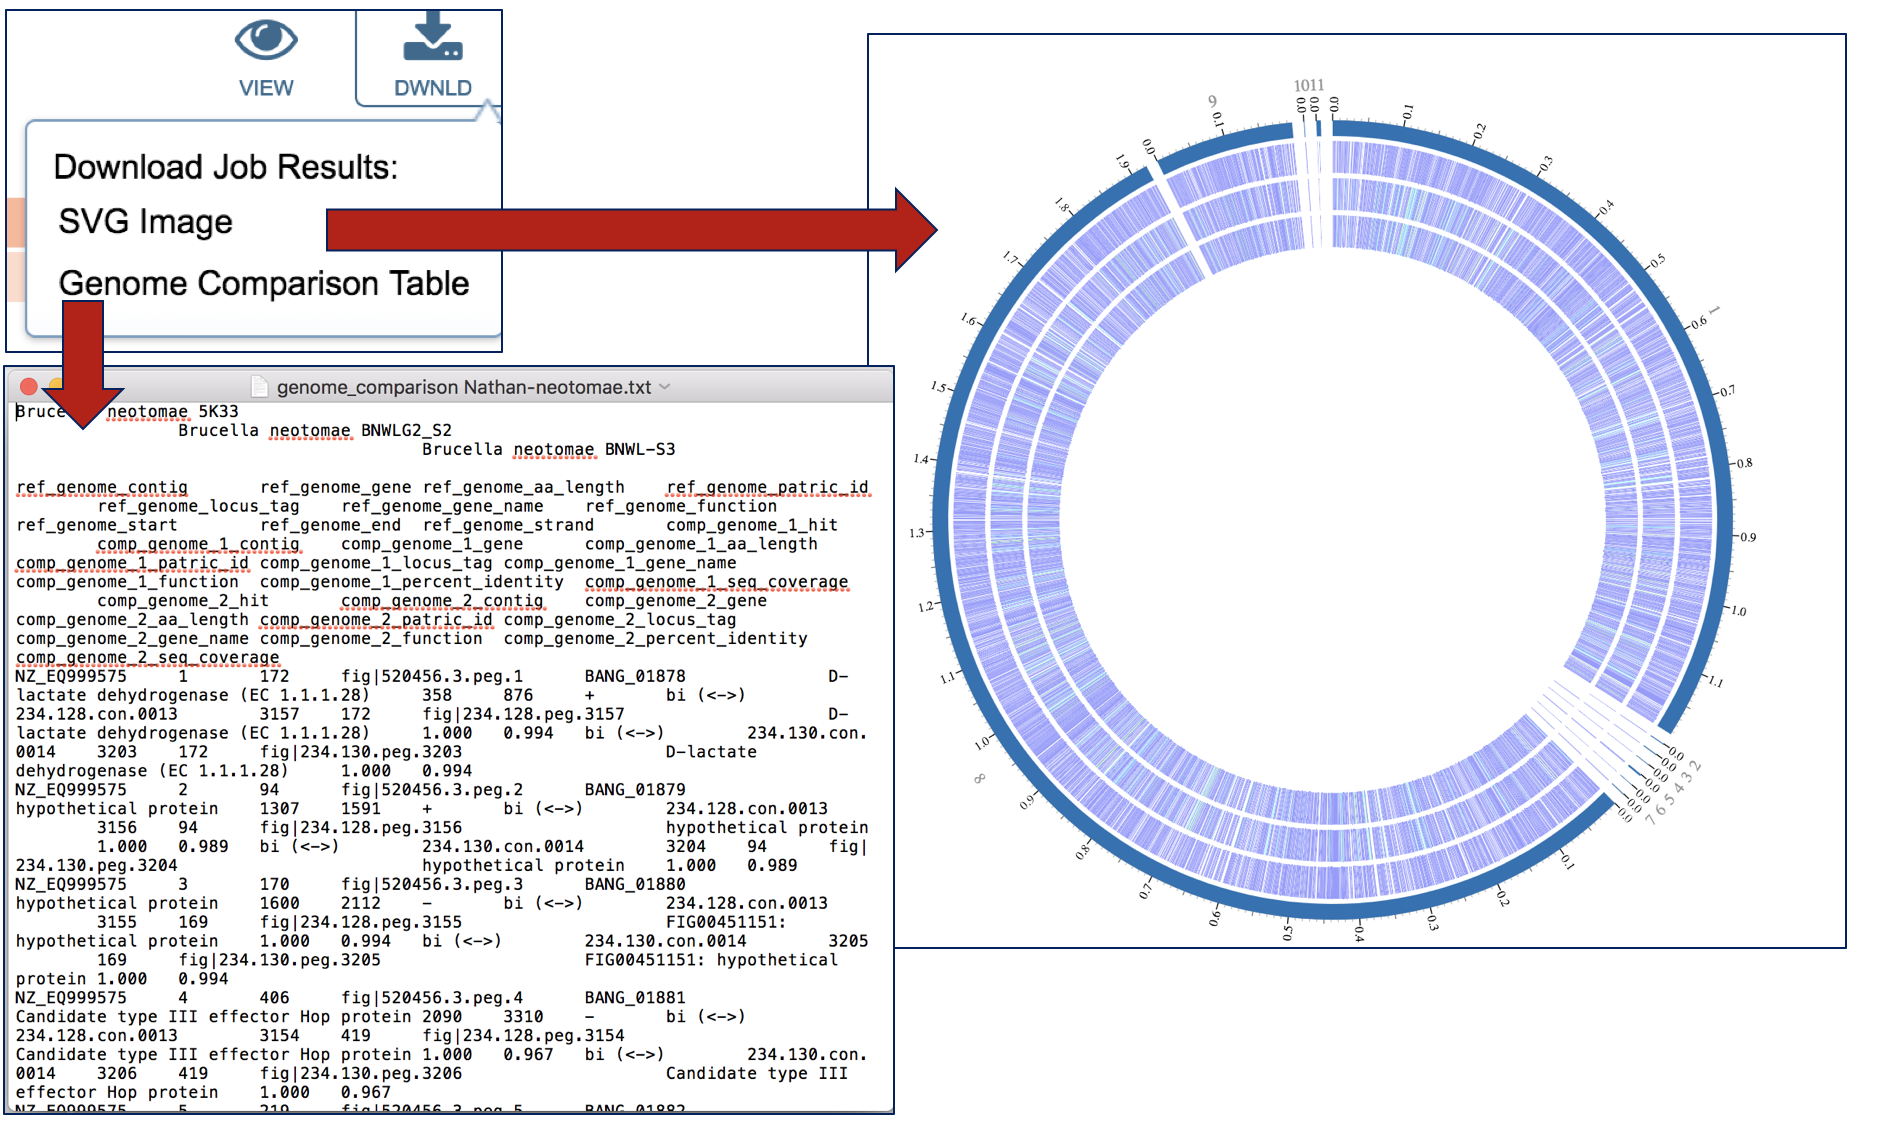 VIEW
DWNLD
Download Job Results:
SVG Image
Genome Comparison Table
genome_comparison Nathan-neotomae.txt
neotomae 5K33
Brucella neotomae BNWLG2_S2
Brucella neotomae BNWL-S3
ref_genome_contig ref_genome_gene ref_genome_aa_length ref_genome_patric_id
ref_genome_locus_tag ref_genome_gene_name ref_genome_function
ref_genome_start ref_genome_end ref_genome_strand comp_genome_1_hit
comp_genome_1_contig comp_genome_1_gene comp_genome_1_aa_length
comp_genome_1_patric_id comp_genome_1_locus_tag comp_genome_1_gene_name
comp_genome_1_function comp_genome_1_percent_identity comp_genome_1_seq_coverage
comp_genome_2_hit comp_genome_2_contig comp_genome_2_gene
comp_genome_2_aa_length comp_genome_2_patric_id comp_genome_2_locus_tag
comp_genome_2_gene_name comp_genome_2_function comp_genome_2_percent_identity
comp_genome_2_seq_coverage
NZ_EQ999575 1 172 fig|520456.3.peg.1 BANG_01878 D-
lactate dehydrogenase (EC 1.1.1.28) 358 876 + bi (<->)
234.128.con.0013 3157 172 fig|234.128.peg.3157 D-
lactate dehydrogenase (EC 1.1.1.28) 1.000 0.994 bi (<->) 234.130.con.
0014 3203 172 fig|234.130.peg.3203 D-lactate
dehydrogenase (EC 1.1.1.28) 1.000 0.994
NZ_EQ999575 2 94 fig|520456.3.peg.2 BANG_01879
hypothetical protein 1307 1591 + bi (<->) 234.128.con.0013
3156 94 fig|234.128.peg.3156 hypothetical protein
1.000 0.989 bi (<->) 234.130.con.0014 3204 94 fig|
234.130.peg.3204 hypothetical protein 1.000 0.989
NZ_EQ999575 3 170 fig|520456.3.peg.3 BANG_01880
hypothetical protein 1600 2112 - bi (<->) 234.128.con.0013
3155 169 fig|234.128.peg.3155 FIG00451151:
hypothetical protein 1.000 0.994 bi (<->) 234.130.con.0014 3205
169 fig|234.130.peg.3205 FIG00451151: hypothetical
protein 1.000 0.994
NZ_EQ999575 4 406 fig|520456.3.peg.4 BANG_01881
Candidate type III effector Hop protein 2090 3310 - bi (<->)
234.128.con.0013 3154 419 fig|234.128.peg.3154
Candidate type III effector Hop protein 1.000 0.967 bi (<->) 234.130.con.
0014 3206 419 fig|234.130.peg.3206 Candidate type III
effector Hop protein 1.000 0.967
NZ_EQ999575 5 219 fig|520456.3.peg.5 BANG_01882
1
0.0
0.1
0.2
0.3
0.4
0.5
0.6
0.7
0.8
0.9
1.0
1.1
2
3
4
5
6
7
0.0
0.0
0.0
0.0
0.0
0.0
0.0
0.1
0.2
0.3
0.4
0.5
0.6
0.7
0.8
0.9
8
1.0
1.1
1.2
1.3
1.4
1.5
1.6
1.7
1.8
1.9
9
0.0
0.1
10
11
0.0
0.0